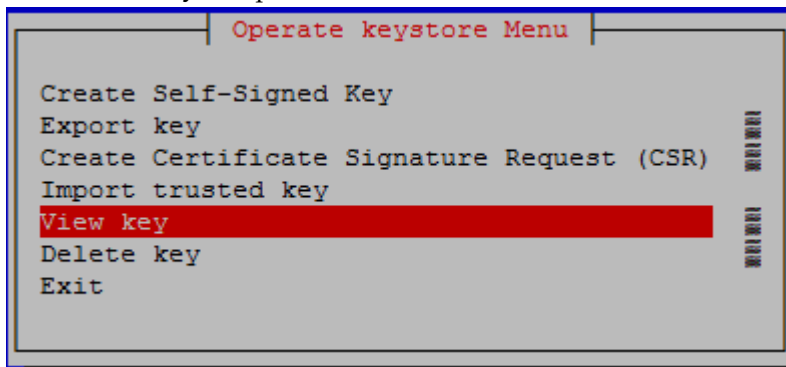 Operate keystore Menu
Create Self-Signed Key
Export key
Create Certificate Signature Request (CSR)
Import trusted key
View key
Delete key
Exit